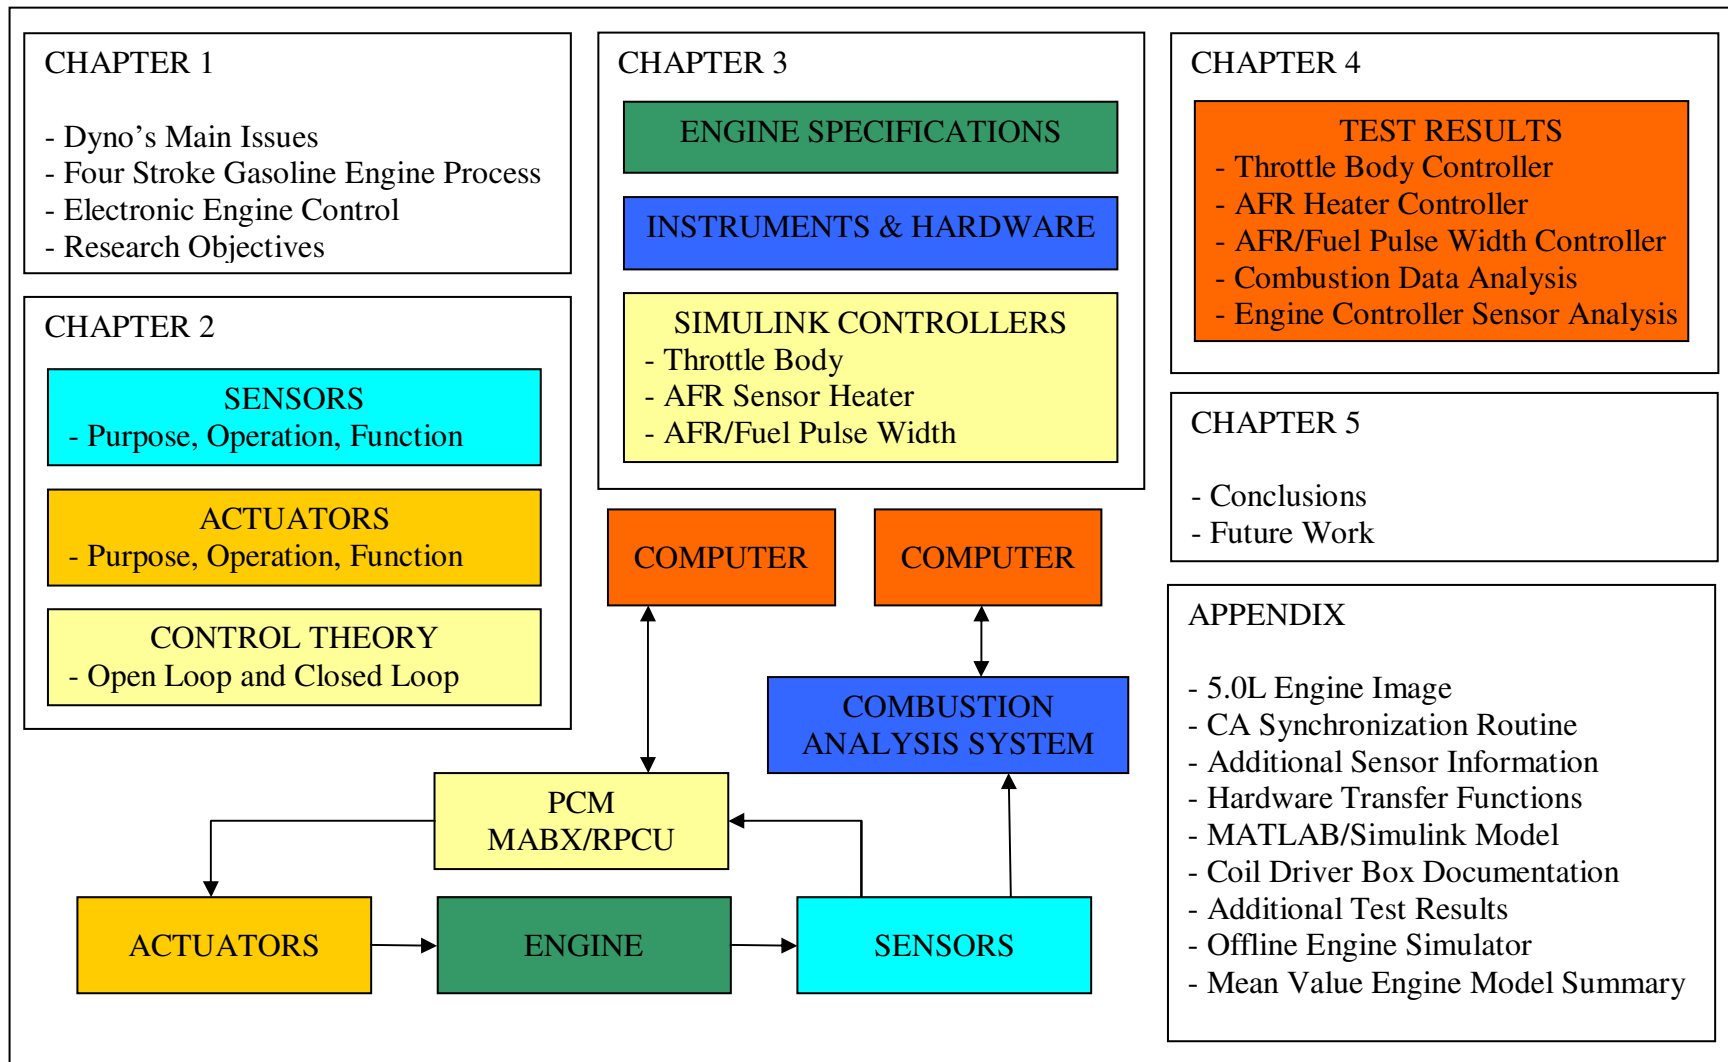 CHAPTER 1
- Dyno's Main Issues
- Four Stroke Gasoline Engine Process
- Electronic Engine Control
- Research Objectives
CHAPTER 2
SENSORS
- Purpose, Operation, Function
ACTUATORS
- Purpose, Operation, Function
CONTROL THEORY
- Open Loop and Closed Loop
CHAPTER 3
ENGINE SPECIFICATIONS
INSTRUMENTS & HARDWARE
SIMULINK CONTROLLERS
- Throttle Body
- AFR Sensor Heater
- AFR/Fuel Pulse Width
CHAPTER 4
TEST RESULTS
- Throttle Body Controller
- AFR Heater Controller
- AFR/Fuel Pulse Width Controller
- Combustion Data Analysis
- Engine Controller Sensor Analysis
CHAPTER 5
- Conclusions
- Future Work
APPENDIX
- 5.0L Engine Image
- CA Synchronization Routine
- Additional Sensor Information
- Hardware Transfer Functions
- MATLAB/Simulink Model
- Coil Driver Box Documentation
- Additional Test Results
- Offline Engine Simulator
- Mean Value Engine Model Summary
COMPUTER
COMPUTER
COMBUSTION
ANALYSIS SYSTEM
PCM
MABX/RPCU
ACTUATORS
ENGINE
SENSORS